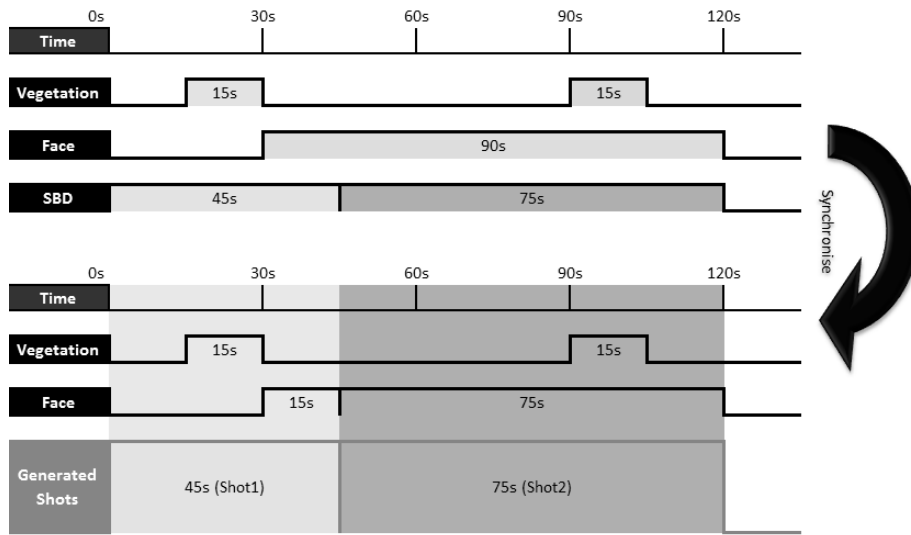 0s 30s 60s 90s 120s
Time
Vegetation 15s 15s
Face 90s
SBD 45s 75s
Synchronise
0s 30s 60s 90s 120s
Time
Vegetation 15s 15s
Face 15s 75s
Generated
Shots
45s (Shot1) 75s (Shot2)